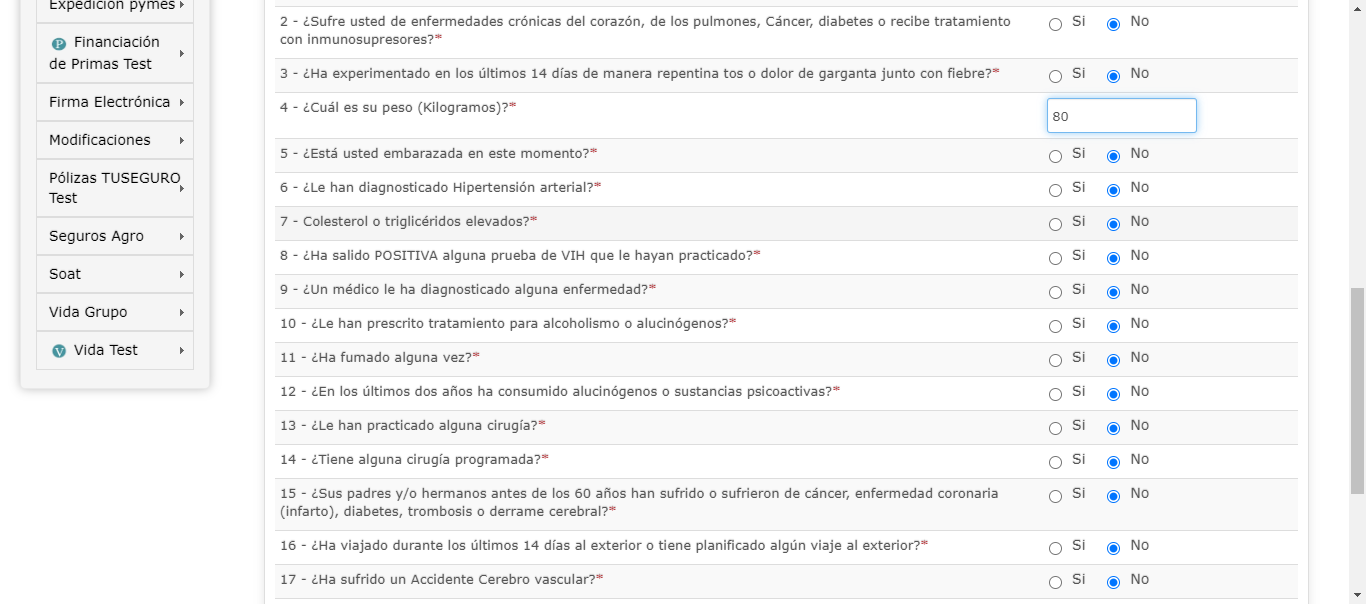 Expedición pymes
Financiación
de Primas Test
Firma Electrónica
Modificaciones
Pólizas TUSEGURO
Test
Seguros Agro
Soat
Vida Grupo
Vida Test
2 - ¿Sufre usted de enfermedades crónicas del corazón, de los pulmones, Cáncer, diabetes o recibe tratamiento
con inmunosupresores?* Si No
3 - ¿Ha experimentado en los últimos 14 días de manera repentina tos o dolor de garganta junto con fiebre?* Si No
4 - ¿Cuál es su peso (Kilogramos)?* 80
5 - ¿Está usted embarazada en este momento?* Si No
6 - ¿Le han diagnosticado Hipertensión arterial?* Si No
7 - Colesterol o triglicéridos elevados?* Si No
8 - ¿Ha salido POSITIVA alguna prueba de VIH que le hayan practicado?* Si No
9 - ¿Un médico le ha diagnosticado alguna enfermedad?* Si No
10 - ¿Le han prescrito tratamiento para alcoholismo o alucinógenos?* Si No
11 - ¿Ha fumado alguna vez?* Si No
12 - ¿En los últimos dos años ha consumido alucinógenos o sustancias psicoactivas?* Si No
13 - ¿Le han practicado alguna cirugía?* Si No
14 - ¿Tiene alguna cirugía programada?* Si No
15 - ¿Sus padres y/o hermanos antes de los 60 años han sufrido o sufrieron de cáncer, enfermedad coronaria
(infarto), diabetes, trombosis o derrame cerebral?* Si No
16 - ¿Ha viajado durante los últimos 14 días al exterior o tiene planificado algún viaje al exterior?* Si No
17 - ¿Ha sufrido un Accidente Cerebro vascular?* Si No